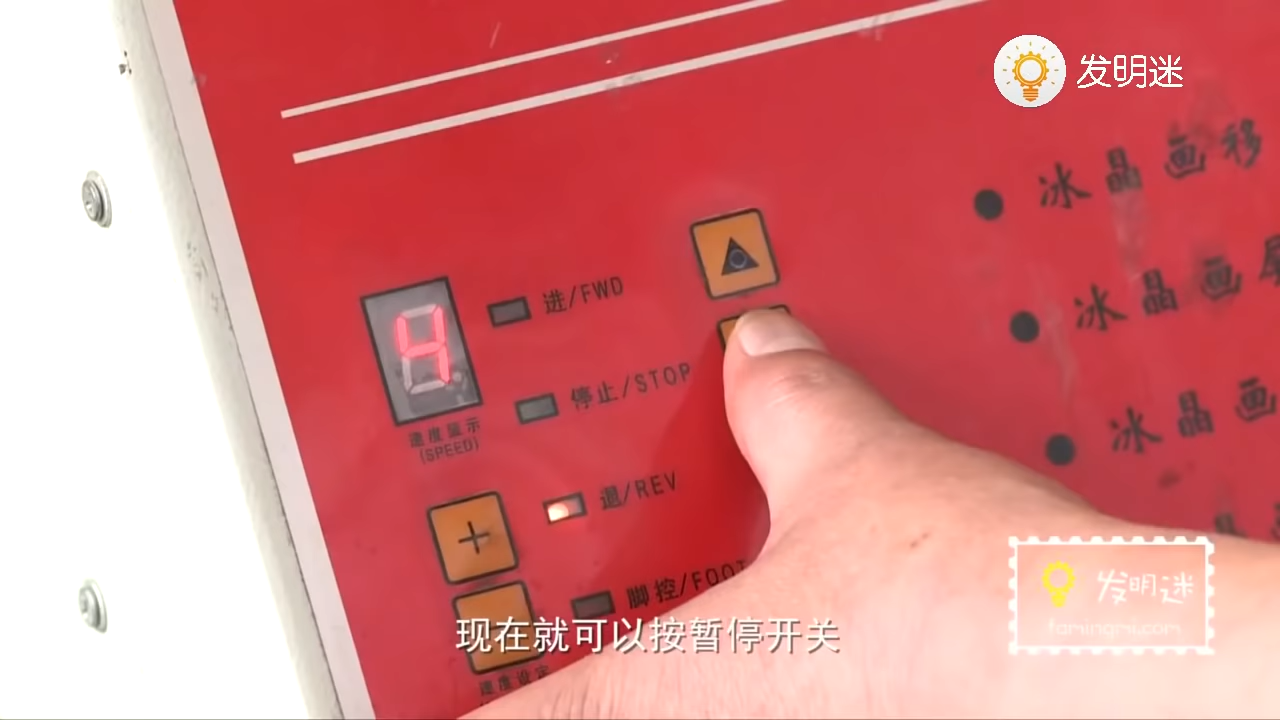 发明迷
冰晶画移
进/FWD
冰晶画
4
停止/STOP
速度显示
(SPEED)
冰晶画
退/REV
+
脚控/FOOT
发明迷
famingmi.com
现在就可以按暂停开关
速度设定